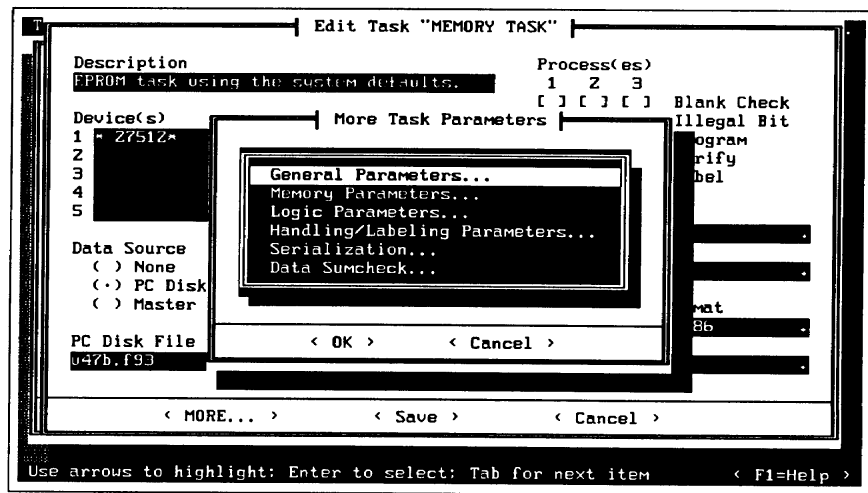 T
Edit Task "MEMORY TASK"
Description
EPROM task using the system defaults.
Process(es)
1 2 3
[ ] [ ] [ ] Blank Check
Illegal Bit
ogram
rify
bel
Device(s)
1 * 27512*
2
3
4
5
More Task Parameters
General Parameters...
Memory Parameters...
Logic Parameters...
Handling/Labeling Parameters...
Serialization...
Data Sumcheck...
Data Source
( ) None
(·) PC Disk
( ) Master
mat
86
PC Disk File
u47b.f93
< OK > < Cancel >
< MORE... > < Save > < Cancel >
Use arrows to highlight: Enter to select: Tab for next item < F1=Help >